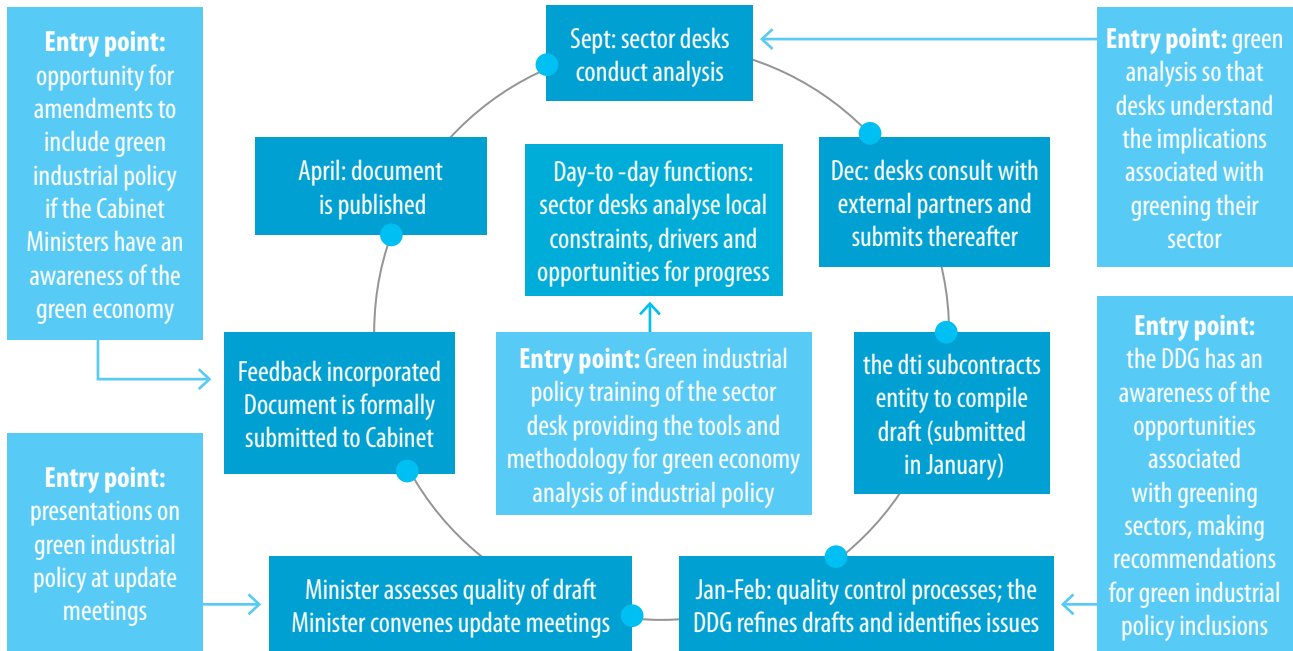 Entry point:
opportunity for
amendments to
include green
industrial policy
if the Cabinet
Ministers have an
awareness of the
green economy
Sept: sector desks
conduct analysis
Entry point: green
analysis so that
desks understand
the implications
associated with
greening their
sector
April: document
is published
Day-to -day functions:
sector desks analyse local
constraints, drivers and
opportunities for progress
Dec: desks consult with
external partners and
submits thereafter
Feedback incorporated
Document is formally
submitted to Cabinet
Entry point: Green industrial
policy training of the sector
desk providing the tools and
methodology for green economy
analysis of industrial policy
the dti subcontracts
entity to compile
draft (submitted
in January)
Entry point:
the DDG has an
awareness of the
opportunities
associated
with greening
sectors, making
recommendations
for green industrial
policy inclusions
Entry point:
presentations on
green industrial
policy at update
meetings
Minister assesses quality of draft
Minister convenes update meetings
Jan-Feb: quality control processes; the
DDG refines drafts and identifies issues